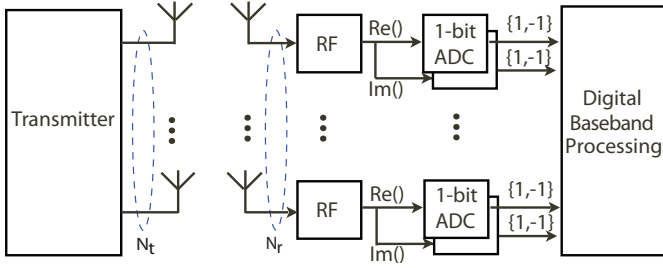 Transmitter
N_t
N_r
RF
Re()
Im()
1-bit
ADC
{1,-1}
{1,-1}
RF
Re()
Im()
1-bit
ADC
{1,-1}
{1,-1}
Digital
Baseband
Processing